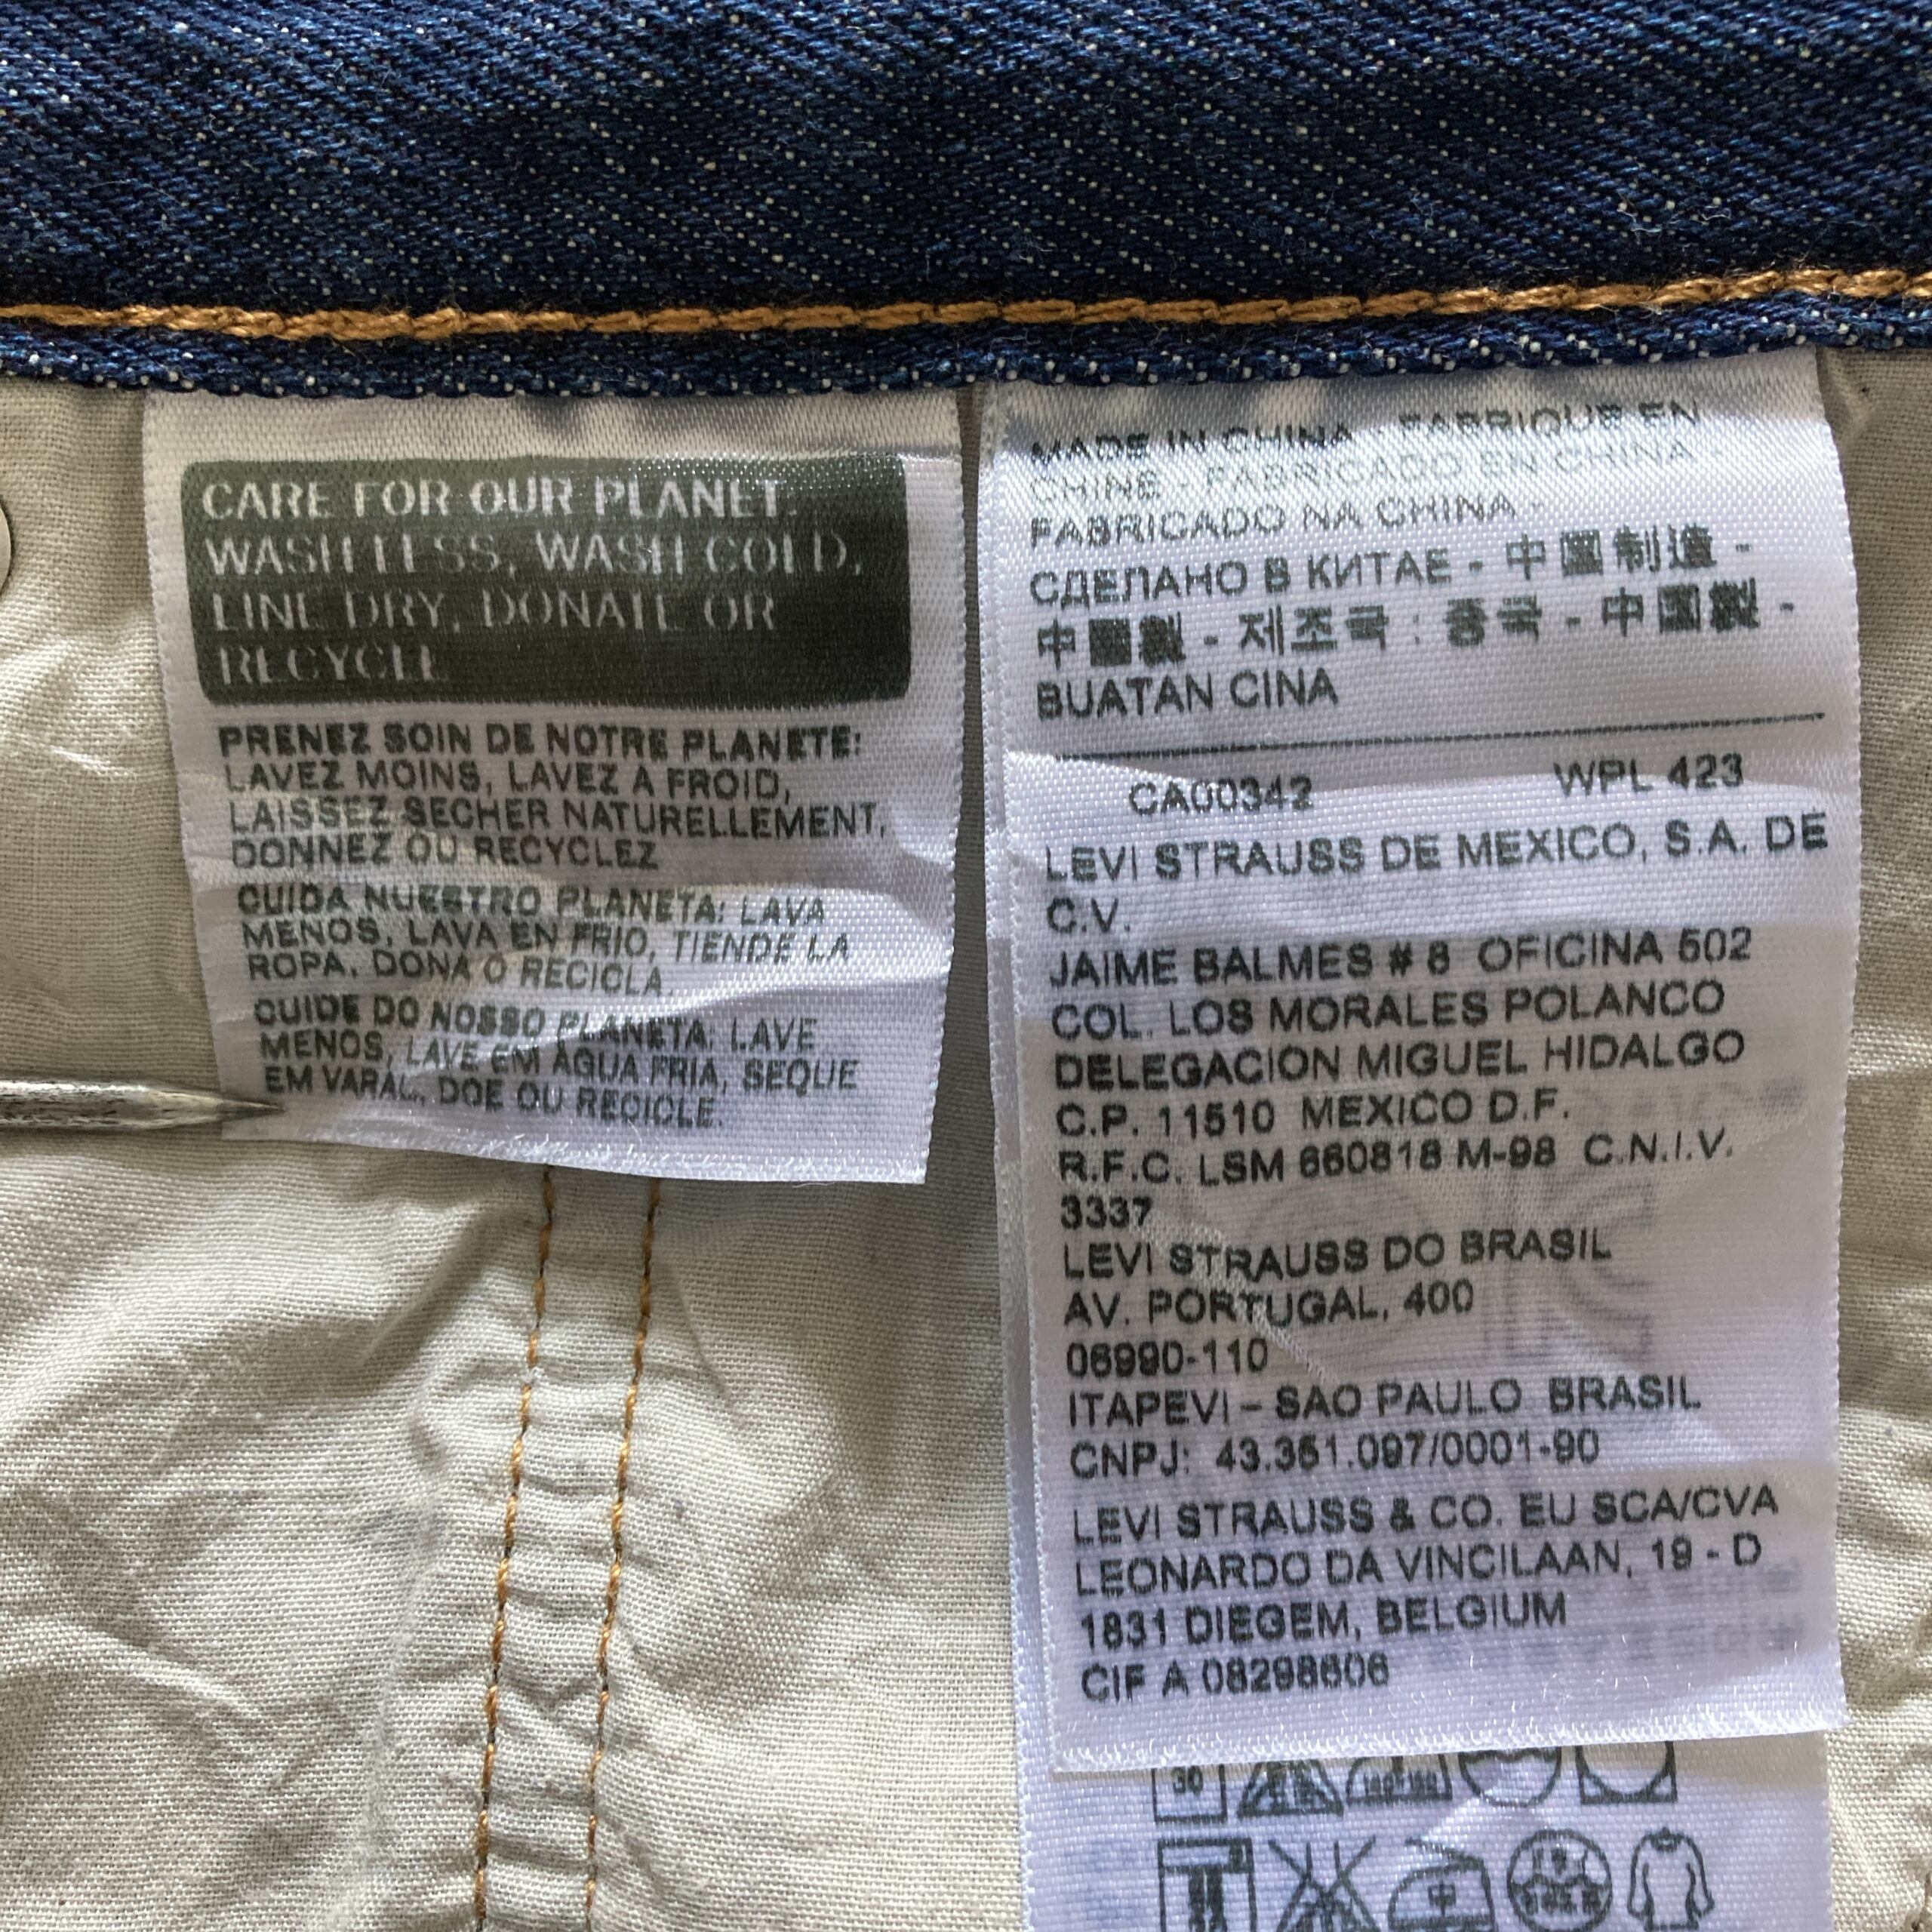 CARE FOR OUR PLANET:
WASH LESS, WASH COLD,
LINE DRY, DONATE OR
RECYCLE
PRENEZ SOIN DE NOTRE PLANETE:
LAVEZ MOINS, LAVEZ A FROID,
LAISSEZ SECHER NATURELLEMENT,
DONNEZ OU RECYCLEZ
CUIDA NUESTRO PLANETA: LAVA
MENOS, LAVA EN FRIO, TIENDE LA
ROPA, DONA O RECICLA.
CUIDE DO NOSSO PLANETA: LAVE
MENOS, LAVE EM AGUA FRIA, SEQUE
EM VARAL, DOE OU RECICLE.
MADE IN CHINA - FABRIQUE EN
CHINE - FABRICADO EN CHINA -
FABRICADO NA CHINA -
СДЕЛАНО В КИТАЕ - 中國制造 -
中國製 - 제조국 : 중국 - 中国製 -
BUATAN CINA
CA00342 WPL 423
LEVI STRAUSS DE MEXICO, S.A. DE
C.V.
JAIME BALMES # 8 OFICINA 602
COL. LOS MORALES POLANCO
DELEGACION MIGUEL HIDALGO
C.P. 11510 MEXICO D.F.
R.F.C. LSM 660818 M-98 C.N.I.V.
3337
LEVI STRAUSS DO BRASIL
AV. PORTUGAL, 400
06990-110
ITAPEVI – SAO PAULO BRASIL
CNPJ: 43.351.097/0001-90
LEVI STRAUSS & CO. EU SCA/CVA
LEONARDO DA VINCILAAN, 19 - D
1831 DIEGEM, BELGIUM
CIF A 08298606
30
中